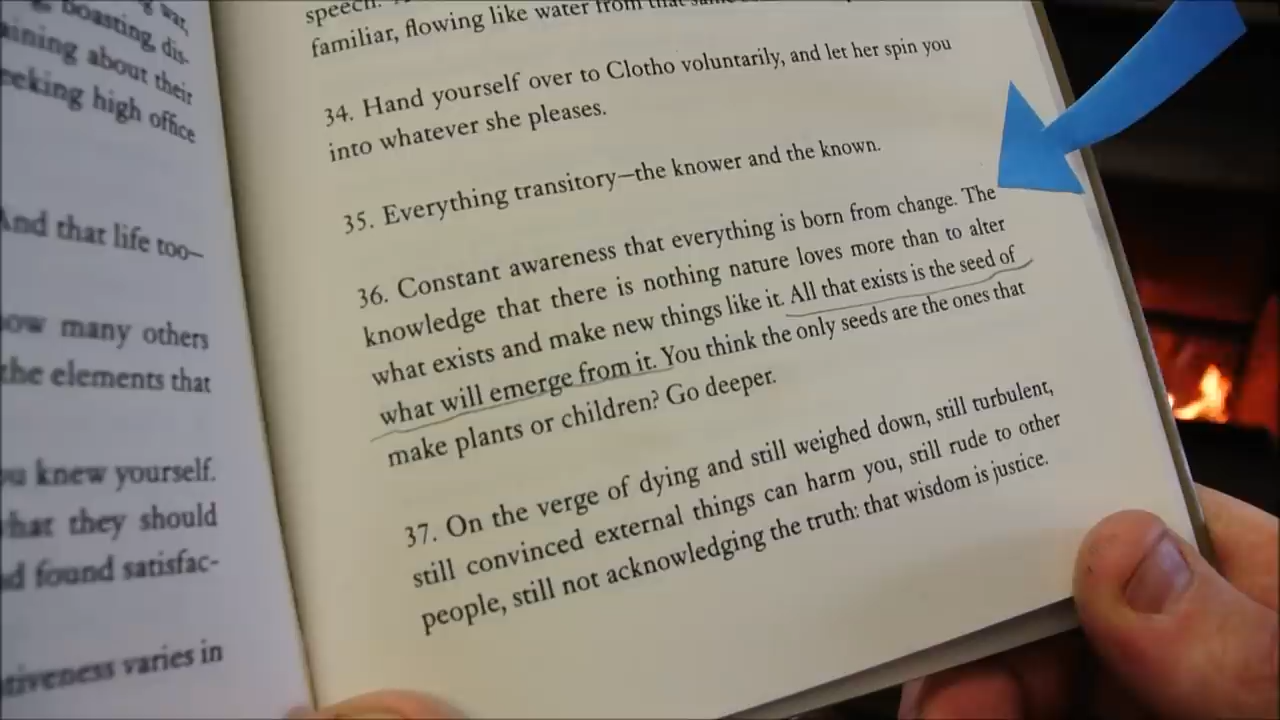 war,
boasting, dis-
aining about their
eeking high office
And that life too—
ow many others
the elements that
ou knew yourself.
hat they should
d found satisfac-
tiveness varies in
speech.
familiar, flowing like water from that same
34. Hand yourself over to Clotho voluntarily, and let her spin you
into whatever she pleases.
35. Everything transitory—the knower and the known.
36. Constant awareness that everything is born from change. The
knowledge that there is nothing nature loves more than to alter
what exists and make new things like it. All that exists is the seed of
what will emerge from it. You think the only seeds are the ones that
make plants or children? Go deeper.
37. On the verge of dying and still weighed down, still turbulent,
still convinced external things can harm you, still rude to other
people, still not acknowledging the truth: that wisdom is justice.